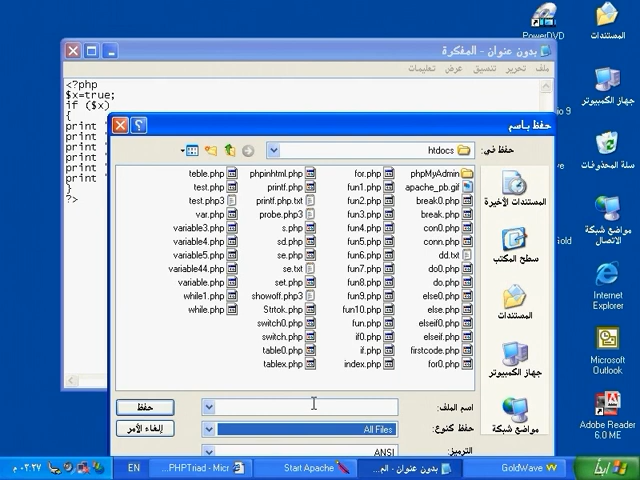 PowerDVD
المستندات
جهاز الكمبيوتر
سلة المحذوفات
مواضع شبكة
الاتصال
Internet
Explorer
Microsoft
Outlook
Adobe Reader
6.0 ME
بدون عنوان - المفكرة
ملف تحرير تنسيق عرض تعليمات
<?php
$x=true;
if ($x)
{
print "
print "
print "
print "
print "
}
?>
حفظ باسم
حفظ في:
htdocs
المستندات الأخيرة
سطح المكتب
المستندات
جهاز الكمبيوتر
مواضع شبكة
phpMyAdmin
apache_pb.gif
break0.php
break.php
con0.php
conn.php
dd.txt
do0.php
do.php
else0.php
else.php
elseif0.php
elseif.php
firstcode.php
for0.php
for.php
fun1.php
fun2.php
fun3.php
fun4.php
fun5.php
fun6.php
fun7.php
fun8.php
fun9.php
fun10.php
fun.php
if0.php
if.php
index.php
phpinhtml.php
printf.php
printf.php.txt
probe.php3
s.php
sd.php
se.php
se.txt
set.php
showoff.php3
Strtok.php
switch0.php
switch.php
table0.php
tablex.php
teble.php
test.php
test.php3
var.php
variable3.php
variable4.php
variable5.php
variable44.php
variable.php
while1.php
while.php
اسم الملف:
حفظ
حفظ كنوع:
All Files
إلغاء الأمر
الترميز:
ANSI
ابدأ
GoldWave
بدون عنوان - الم...
Start Apache
PHPTriad - Micr...
EN
٠٣:٢٧ م